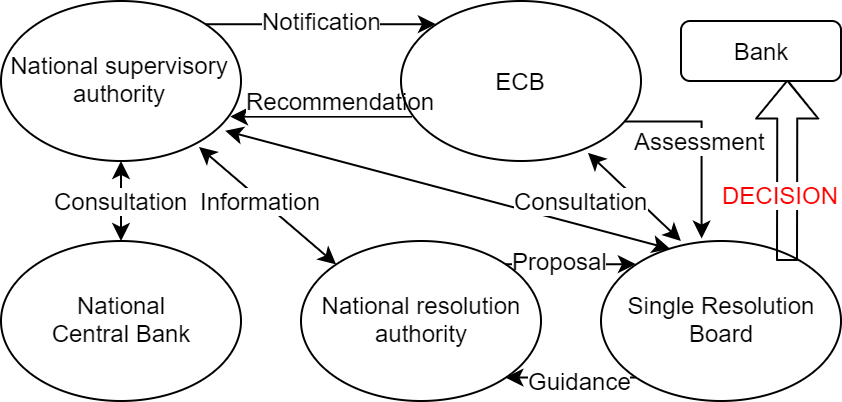 Notification
National supervisory
authority
ECB
Bank
Recommendation
Assessment
Consultation
Information
Consultation
DECISION
Proposal
National
Central Bank
National resolution
authority
Single Resolution
Board
Guidance